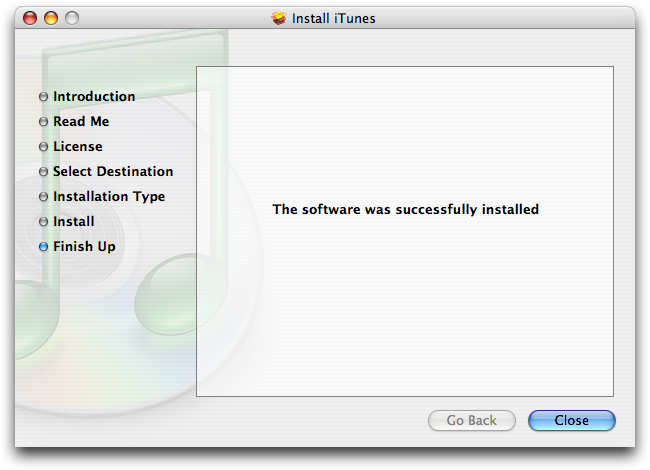 Install iTunes
Introduction
Read Me
License
Select Destination
Installation Type
Install
Finish Up
The software was successfully installed
Go Back
Close